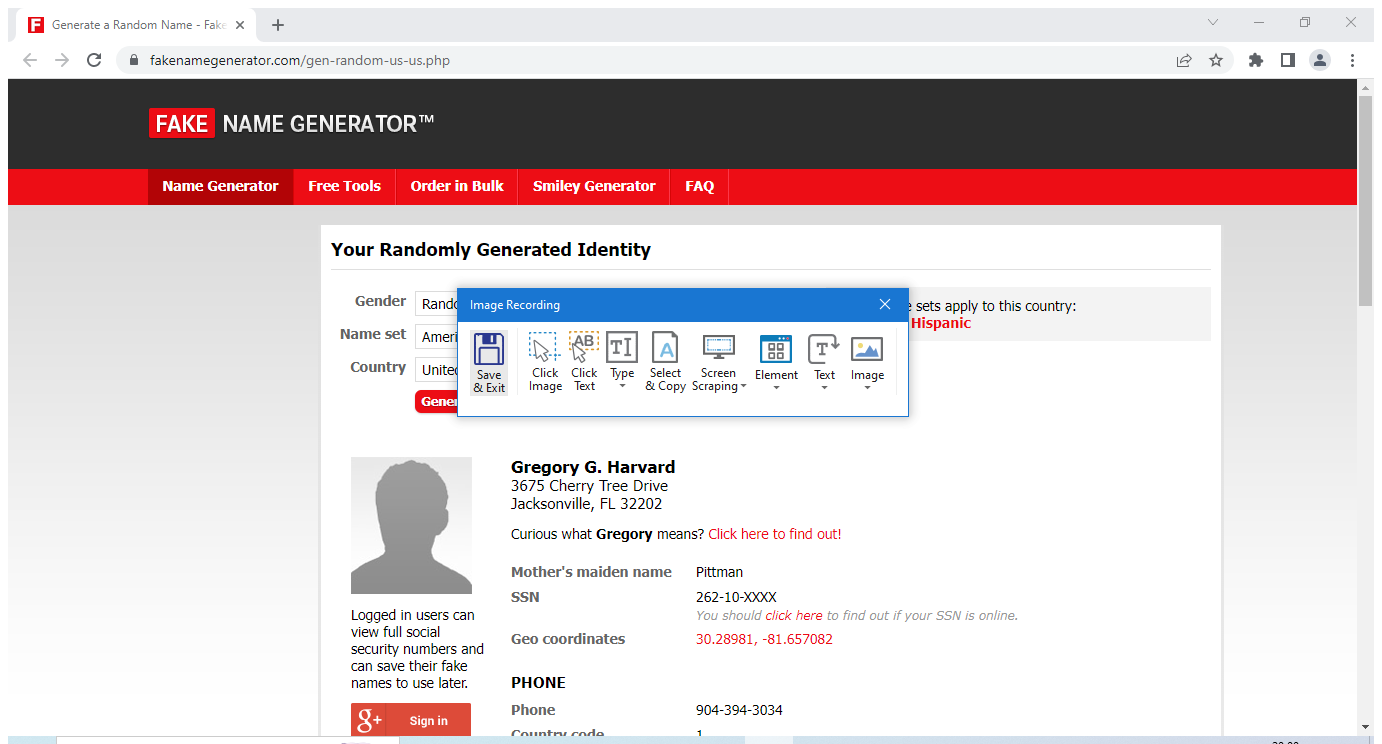 Generate a Random Name - Fake
fakenamegenerator.com/gen-random-us-us.php
FAKE NAME GENERATOR™
Name Generator Free Tools Order in Bulk Smiley Generator FAQ
Your Randomly Generated Identity
Gender Rando
sets apply to this country:
Name set Ameri
Hispanic
Country United
Gener
Image Recording
Save & Exit
Click Image
Click Text
Type
Select & Copy
Screen Scraping
Element
Text
Image
Gregory G. Harvard
3675 Cherry Tree Drive
Jacksonville, FL 32202
Curious what Gregory means? Click here to find out!
Mother's maiden name Pittman
SSN 262-10-XXXX
You should click here to find out if your SSN is online.
Geo coordinates 30.28981, -81.657082
Logged in users can
view full social
security numbers and
can save their fake
names to use later.
g+ Sign in
PHONE
Phone 904-394-3034
Country code 1